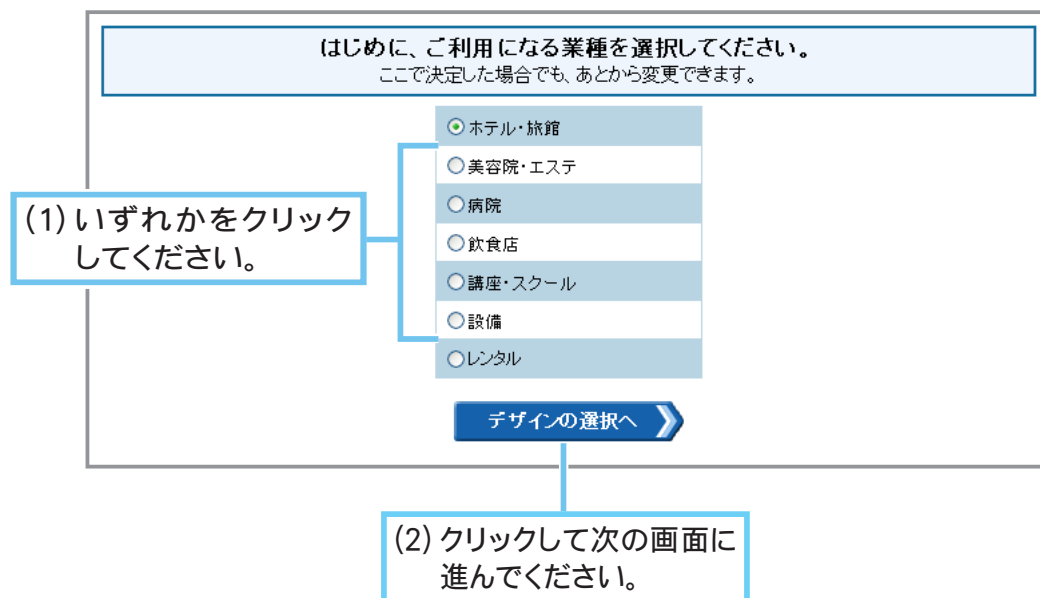 はじめに、ご利用になる業種を選択してください。
ここで決定した場合でも、あとから変更できます。
ホテル・旅館
美容院・エステ
病院
飲食店
講座・スクール
設備
レンタル
(1) いずれかをクリック
してください。
デザインの選択へ
(2) クリックして次の画面に
進んでください。